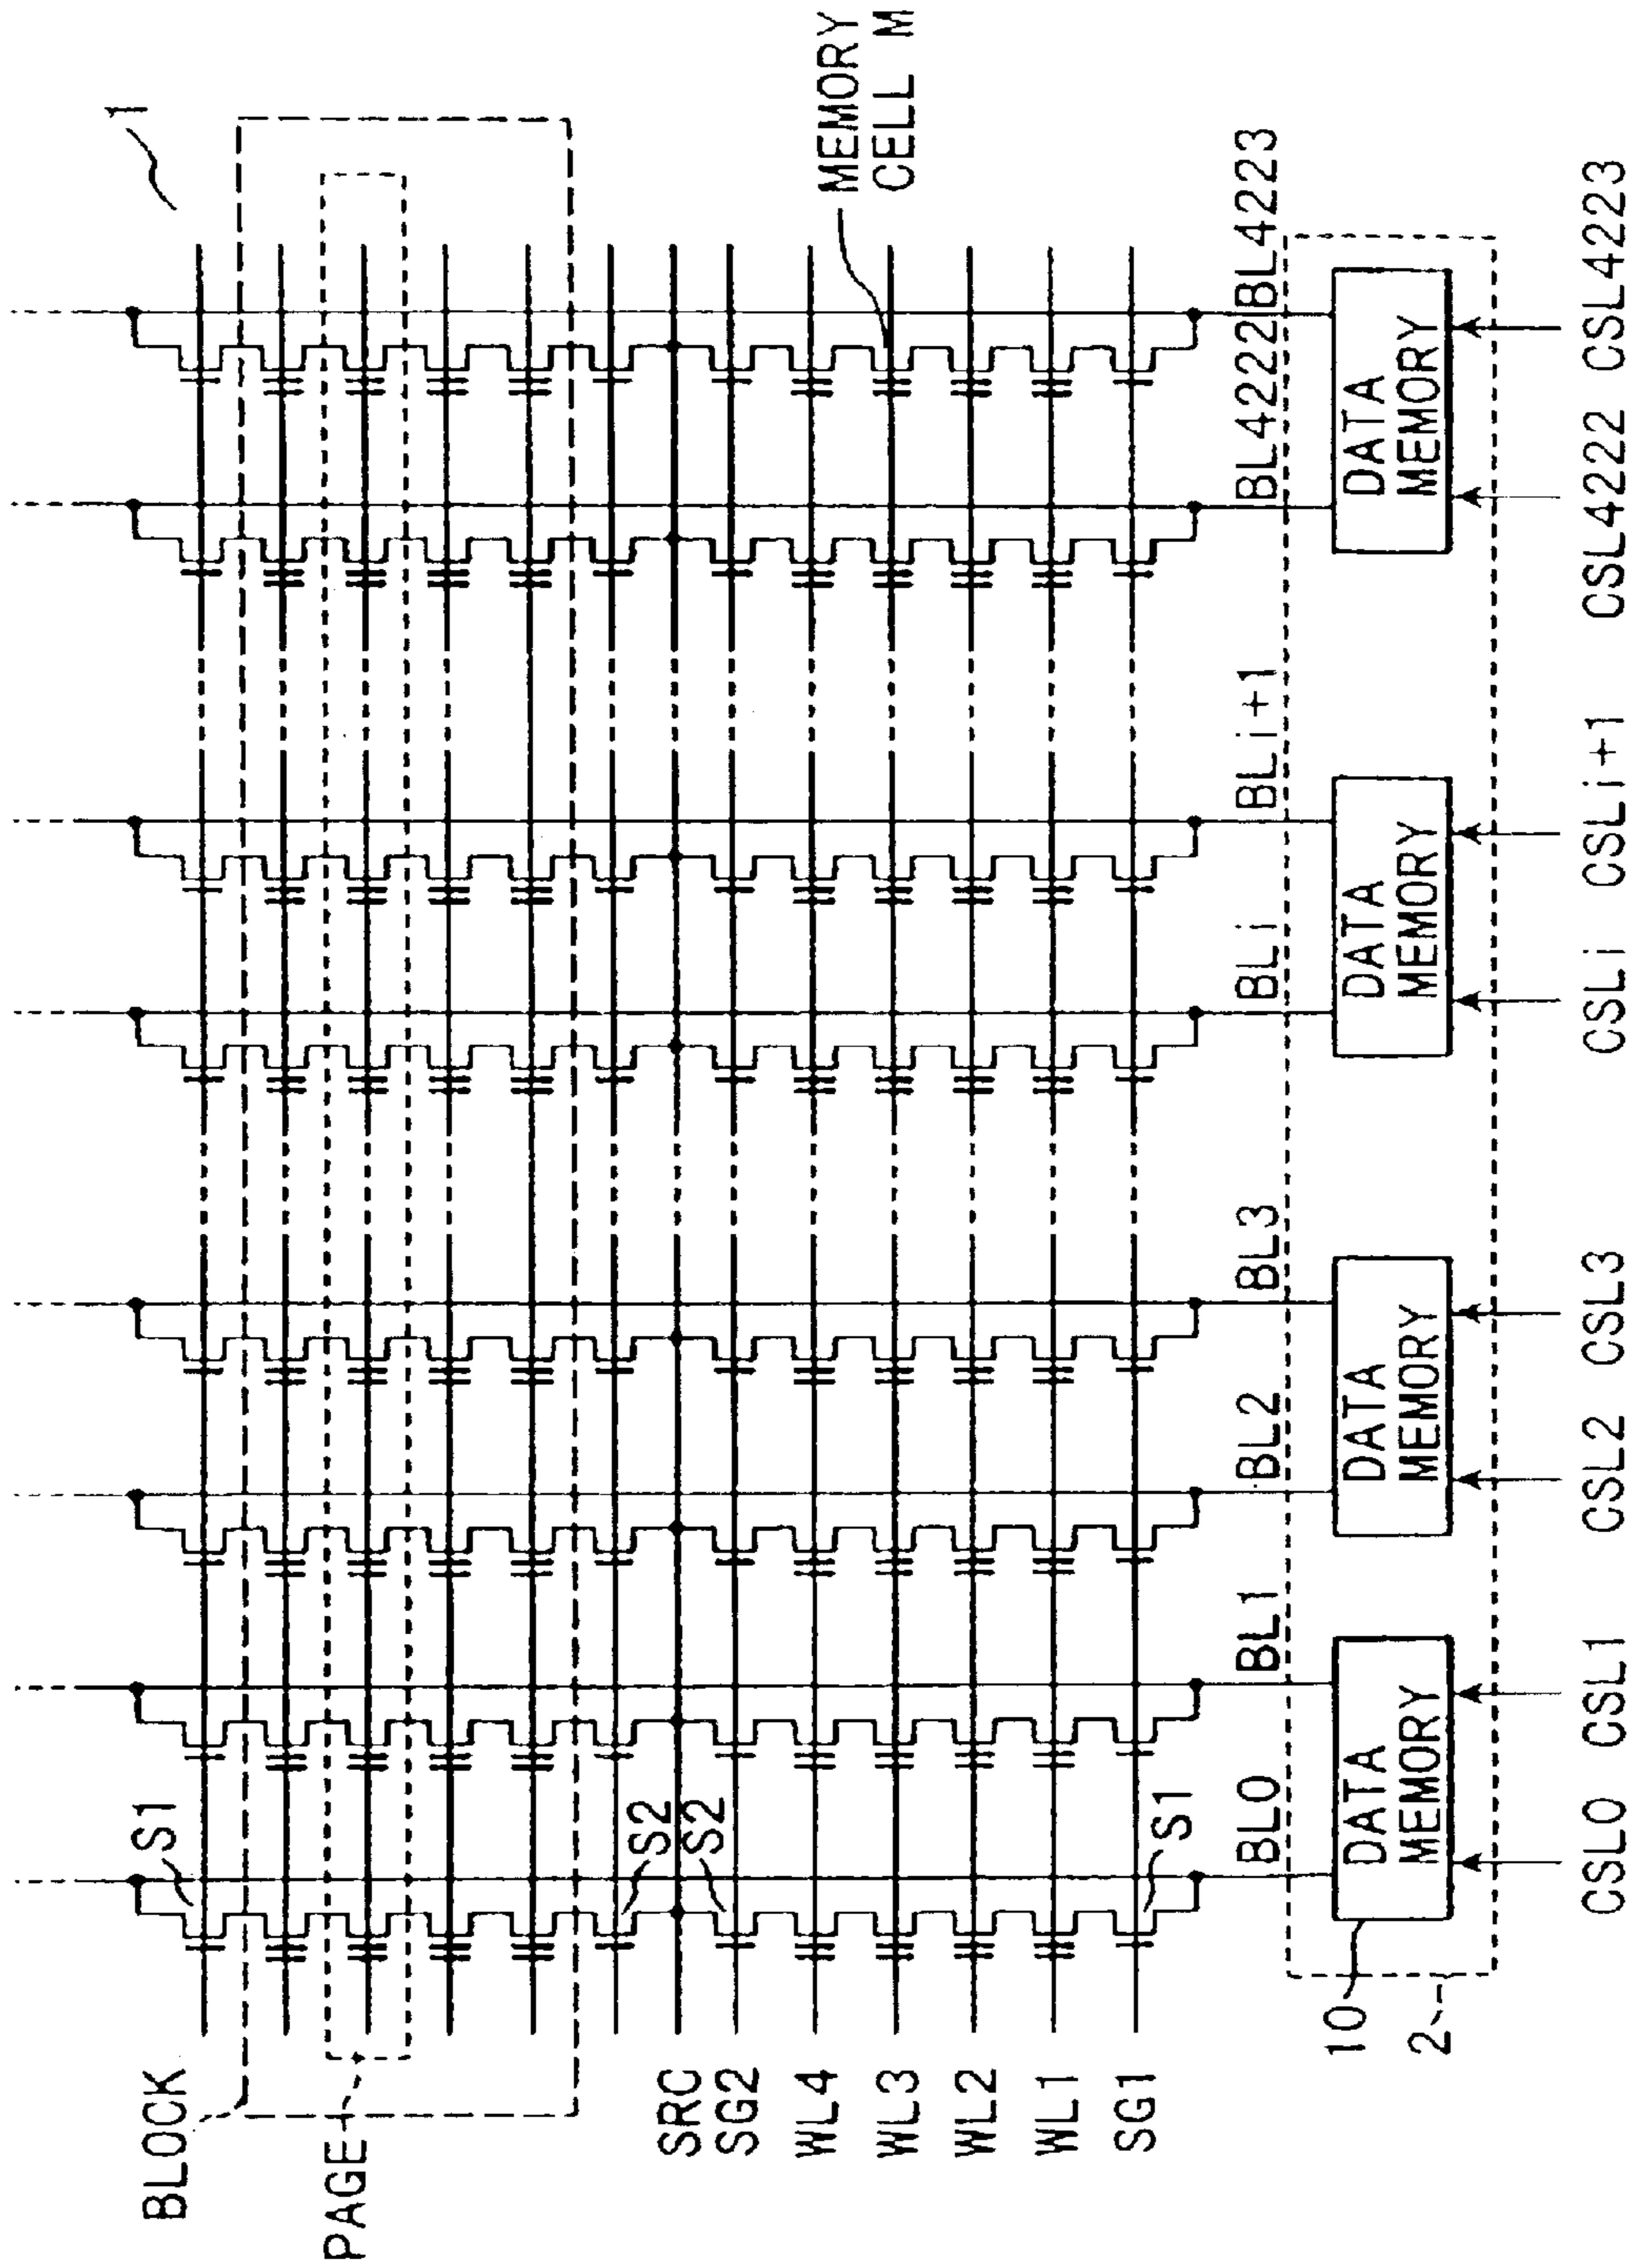 1
BLOCK
PAGE
S1
S2
S2
S1
SRC
SG2
WL4
WL3
WL2
WL1
SG1
MEMORY
CELL M
BL0
BL1
BL2
BL3
BLi
BLi+1
BL4222
BL4223
10
2
DATA
MEMORY
DATA
MEMORY
DATA
MEMORY
DATA
MEMORY
CSL0
CSL1
CSL2
CSL3
CSLi
CSLi+1
CSL4222
CSL4223